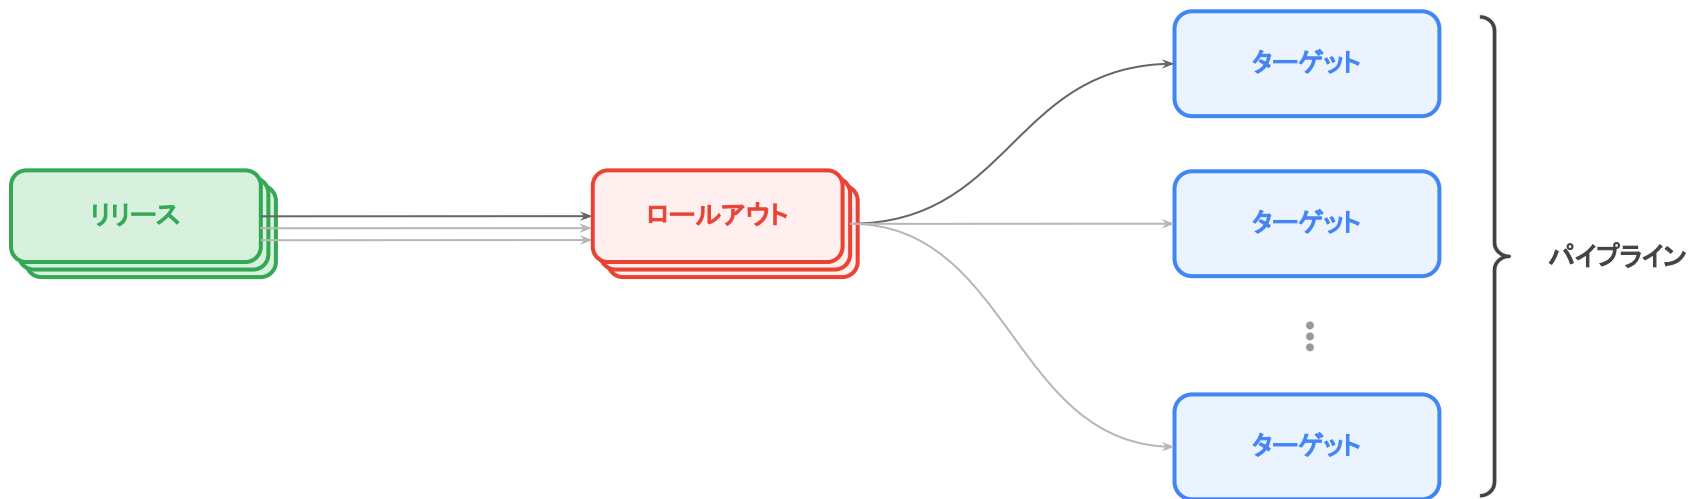 リリース
ロールアウト
ターゲット
ターゲット
ターゲット
パイプライン